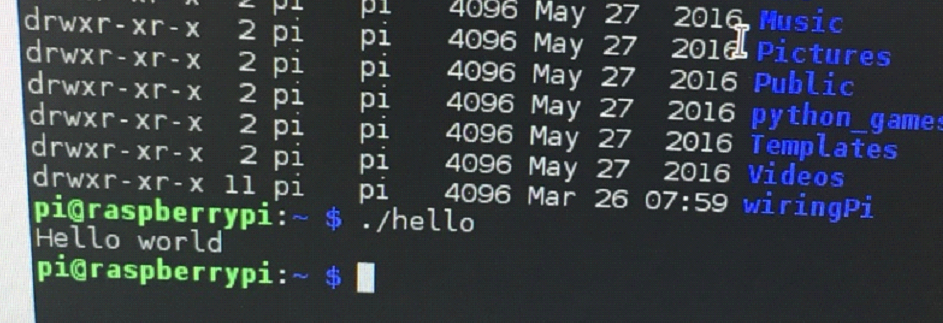 2 pi pi 4096 May 27 2016 Music
drwxr-xr-x 2 pi pi 4096 May 27 2016 Pictures
drwxr-xr-x 2 pi pi 4096 May 27 2016 Public
drwxr-xr-x 2 pi pi 4096 May 27 2016 python_games
drwxr-xr-x 2 pi pi 4096 May 27 2016 Templates
drwxr-xr-x 2 pi pi 4096 May 27 2016 Videos
drwxr-xr-x 11 pi pi 4096 Mar 26 07:59 wiringPi
pi@raspberrypi:~ $ ./hello
Hello world
pi@raspberrypi:~ $